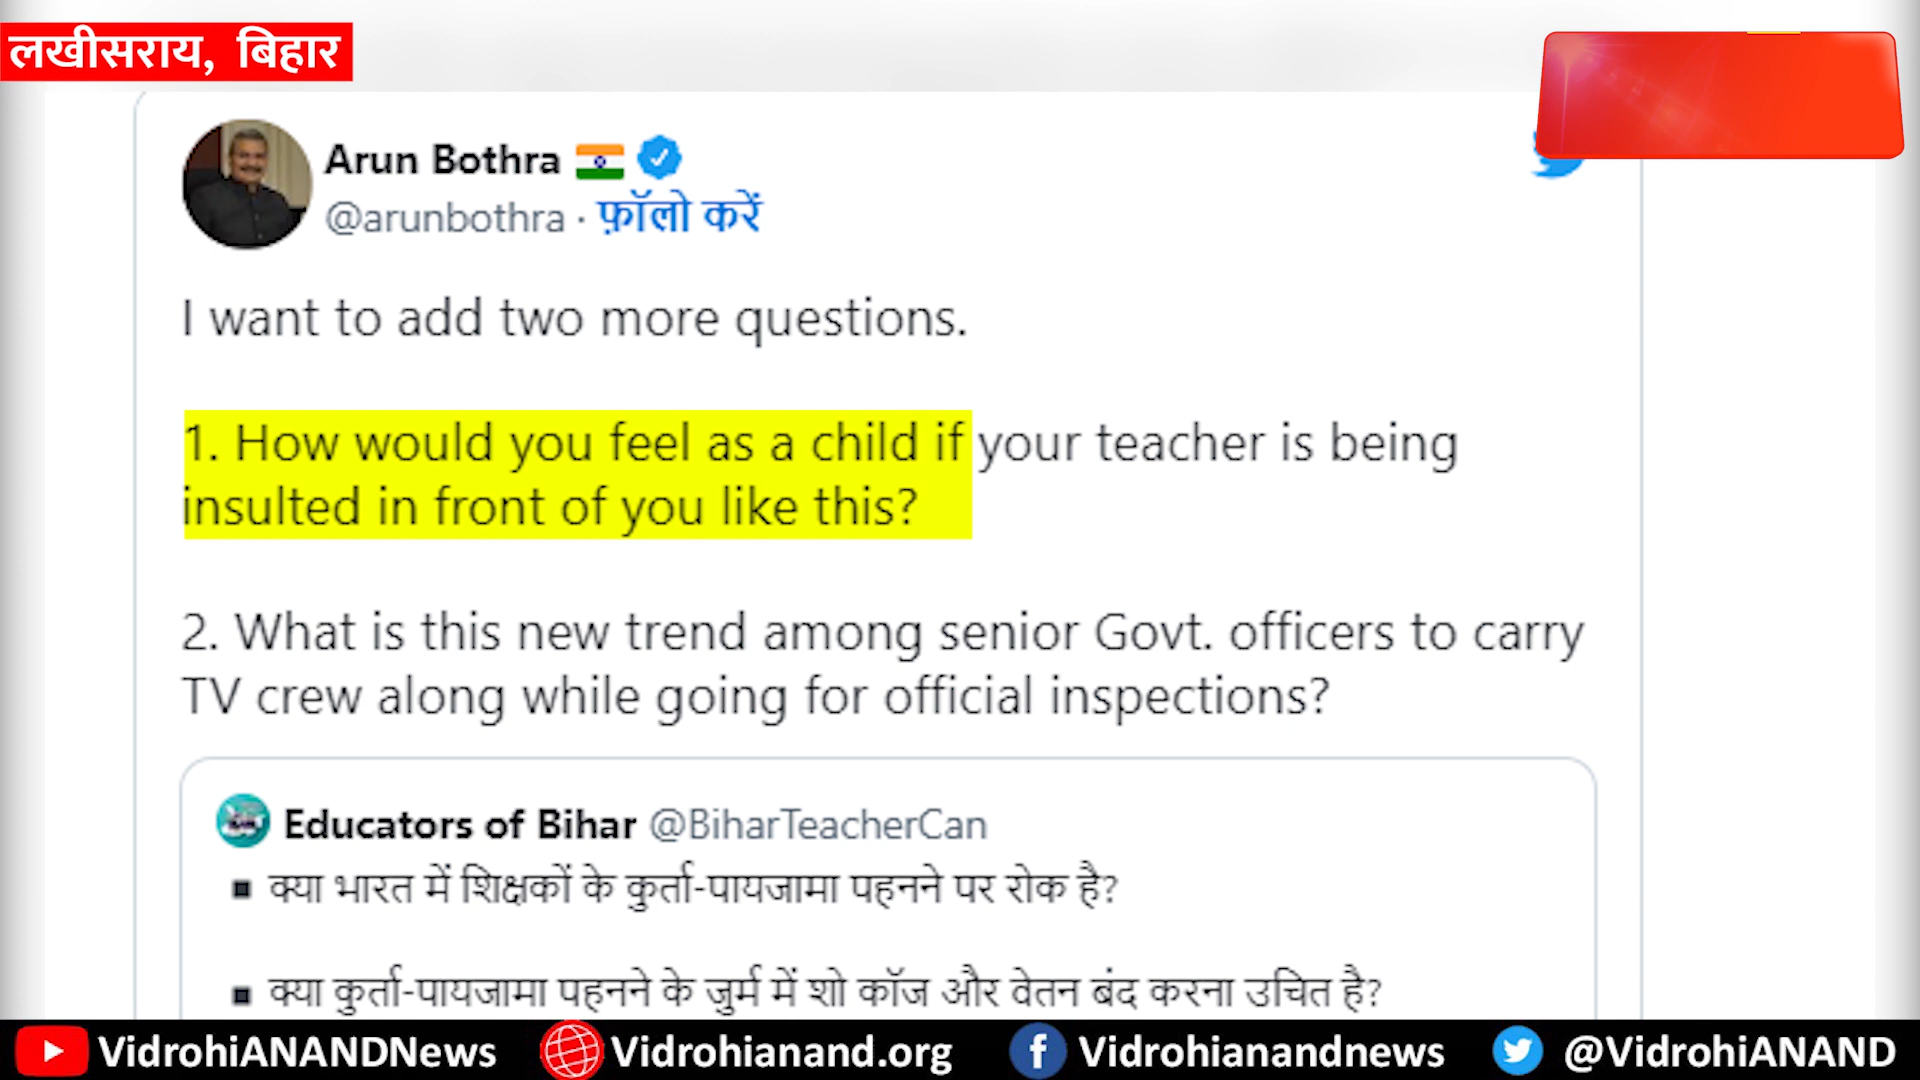 लखीसराय, बिहार
Arun Bothra
@arunbothra · फ़ॉलो करें
I want to add two more questions.
1. How would you feel as a child if your teacher is being
insulted in front of you like this?
2. What is this new trend among senior Govt. officers to carry
TV crew along while going for official inspections?
Educators of Bihar @BiharTeacherCan
▪ क्या भारत में शिक्षकों के कुर्ता-पायजामा पहनने पर रोक है?
▪ क्या कुर्ता-पायजामा पहनने के जुर्म में शो कॉज और वेतन बंद करना उचित है?
VidrohiANANDNews Vidrohianand.org Vidrohianandnews @VidrohiANAND